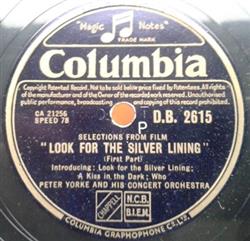 "Magic Notes"
TRADE MARK
Columbia
Copyright Patented Record. Not to be sold below price fixed by Patentees. All rights of
the manufacturer and of the Owner of the recorded work reserved. Unauthorised
public performance, broadcasting and copying of this record prohibited.
CA 21256
SPEED 78
P
D.B. 2615
SELECTIONS FROM FILM
"LOOK FOR THE SILVER LINING"
(First Part)
Introducing: Look for the Silver Lining;
A Kiss in the Dark; Who
PETER YORKE AND HIS CONCERT ORCHESTRA
CHAPPELL
N.C.B.
B.I.E.M.
COLUMBIA GRAPHOPHONE CO. LTD.